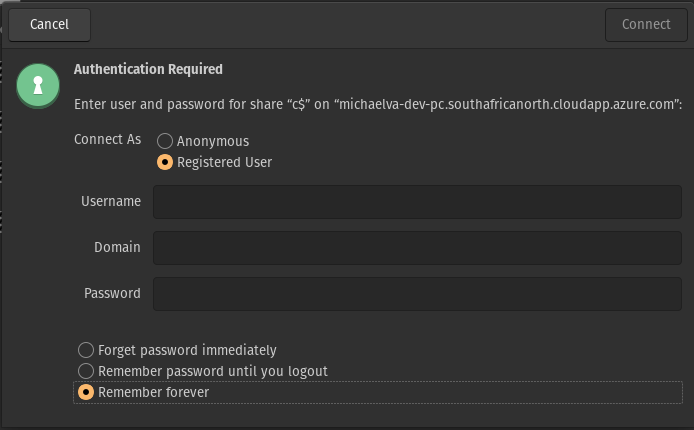 Cancel
Connect
Authentication Required
Enter user and password for share “c$” on “michaelva-dev-pc.southafricanorth.cloudapp.azure.com”:
Connect As
Anonymous
Registered User
Username
Domain
Password
Forget password immediately
Remember password until you logout
Remember forever